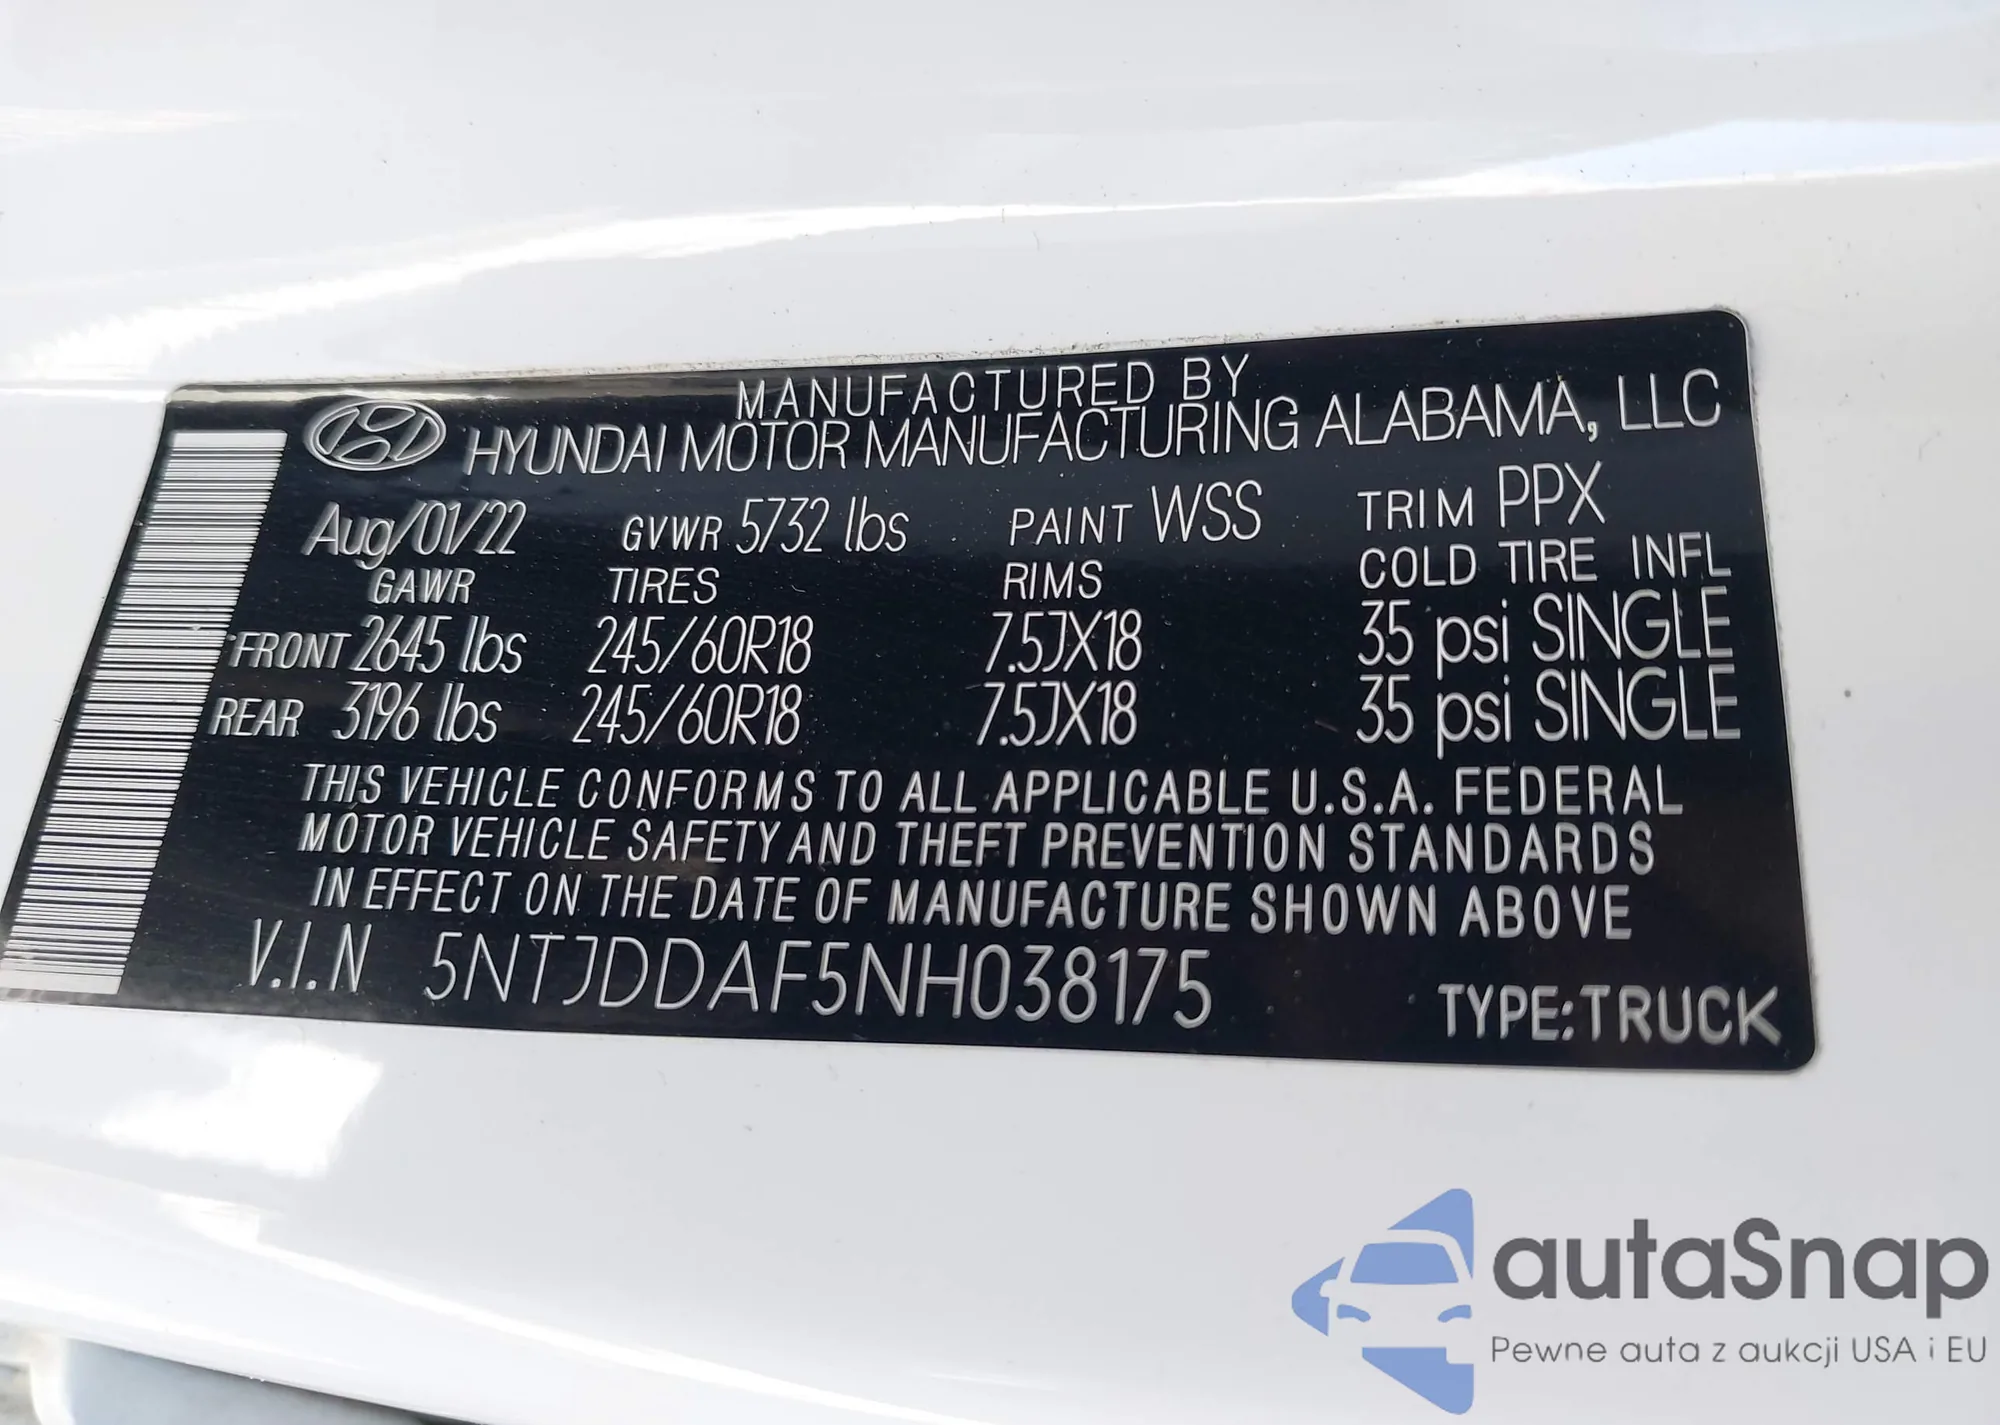 MANUFACTURED BY
HYUNDAI MOTOR MANUFACTURING ALABAMA, LLC
Aug/01/22 GVWR 5732 lbs PAINT WSS TRIM PPX
GAWR TIRES RIMS COLD TIRE INFL
FRONT 2645 lbs 245/60R18 7.5JX18 35 psi SINGLE
REAR 3196 lbs 245/60R18 7.5JX18 35 psi SINGLE
THIS VEHICLE CONFORMS TO ALL APPLICABLE U.S.A. FEDERAL
MOTOR VEHICLE SAFETY AND THEFT PREVENTION STANDARDS
IN EFFECT ON THE DATE OF MANUFACTURE SHOWN ABOVE
V.I.N 5NTJDDAF5NH038175 TYPE:TRUCK
autaSnap
Pewne auta z aukcji USA i EU